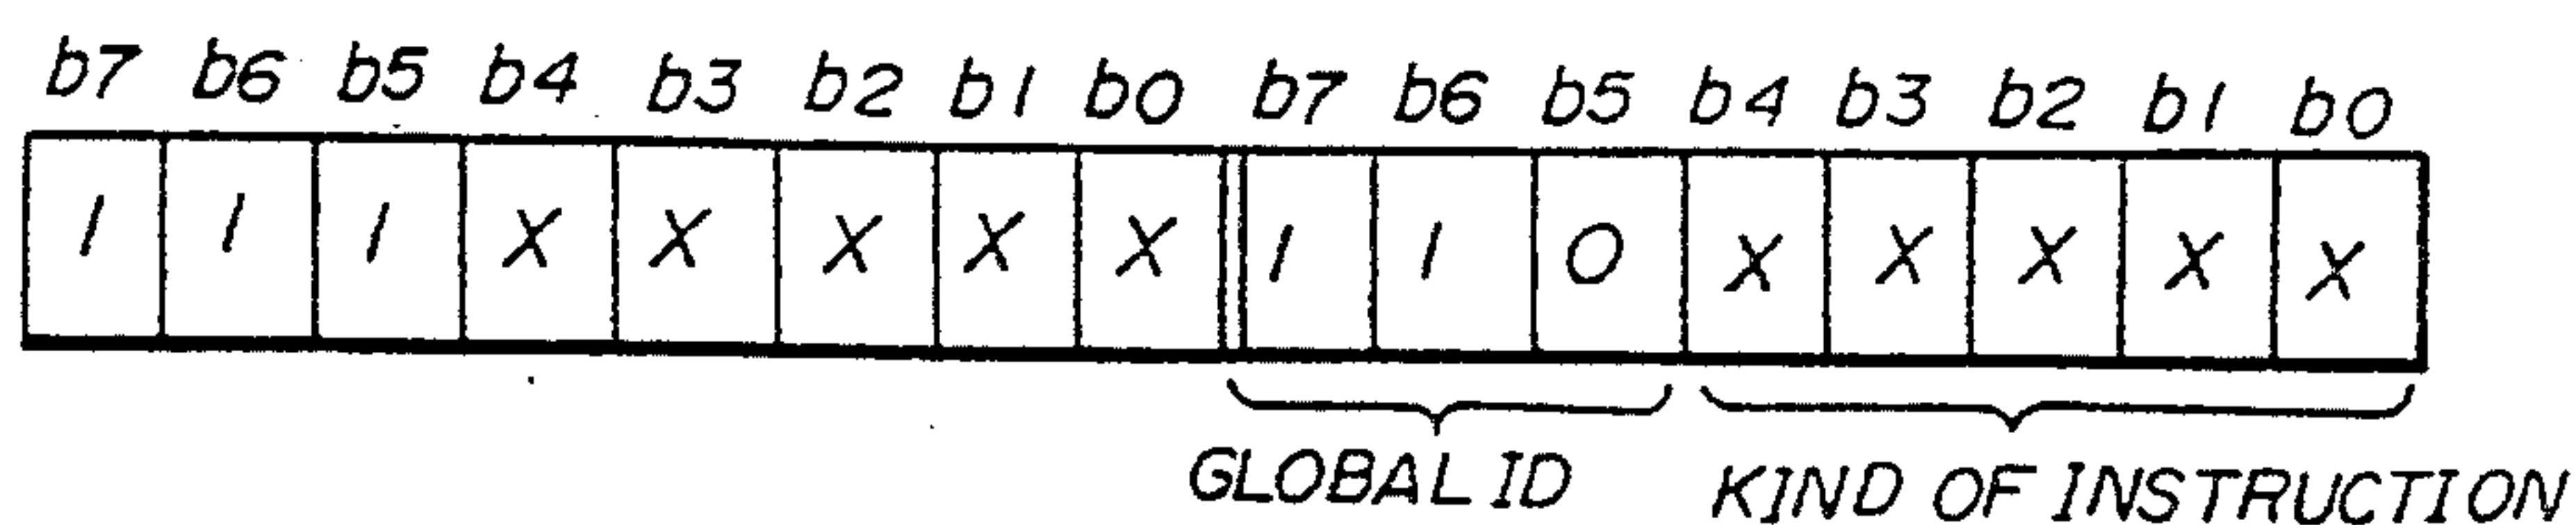 b7 b6 b5 b4 b3 b2 b1 b0 b7 b6 b5 b4 b3 b2 b1 b0
1 1 1 X X X X X 1 1 0 X X X X X
GLOBAL ID KIND OF INSTRUCTION